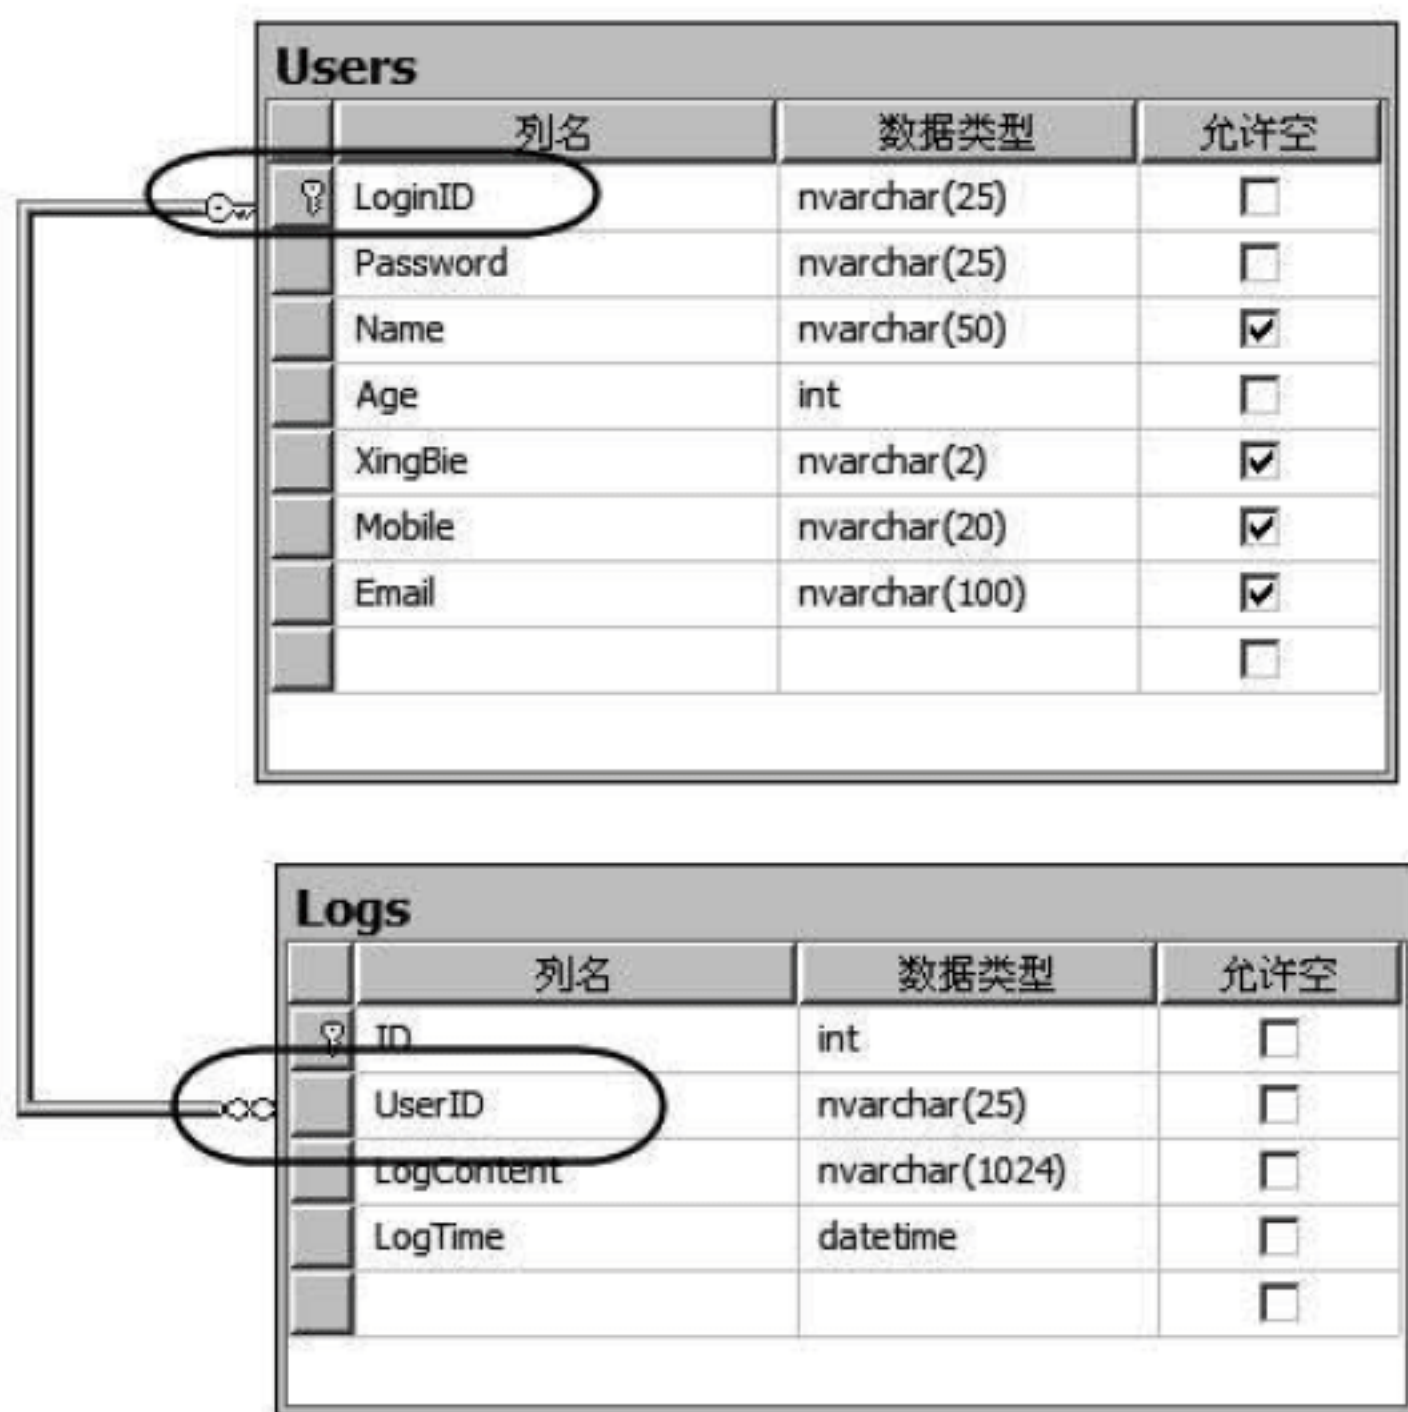 Users
列名 数据类型 允许空
LoginID nvarchar(25)
Password nvarchar(25)
Name nvarchar(50)
Age int
XingBie nvarchar(2)
Mobile nvarchar(20)
Email nvarchar(100)
Logs
列名 数据类型 允许空
ID int
UserID nvarchar(25)
LogContent nvarchar(1024)
LogTime datetime